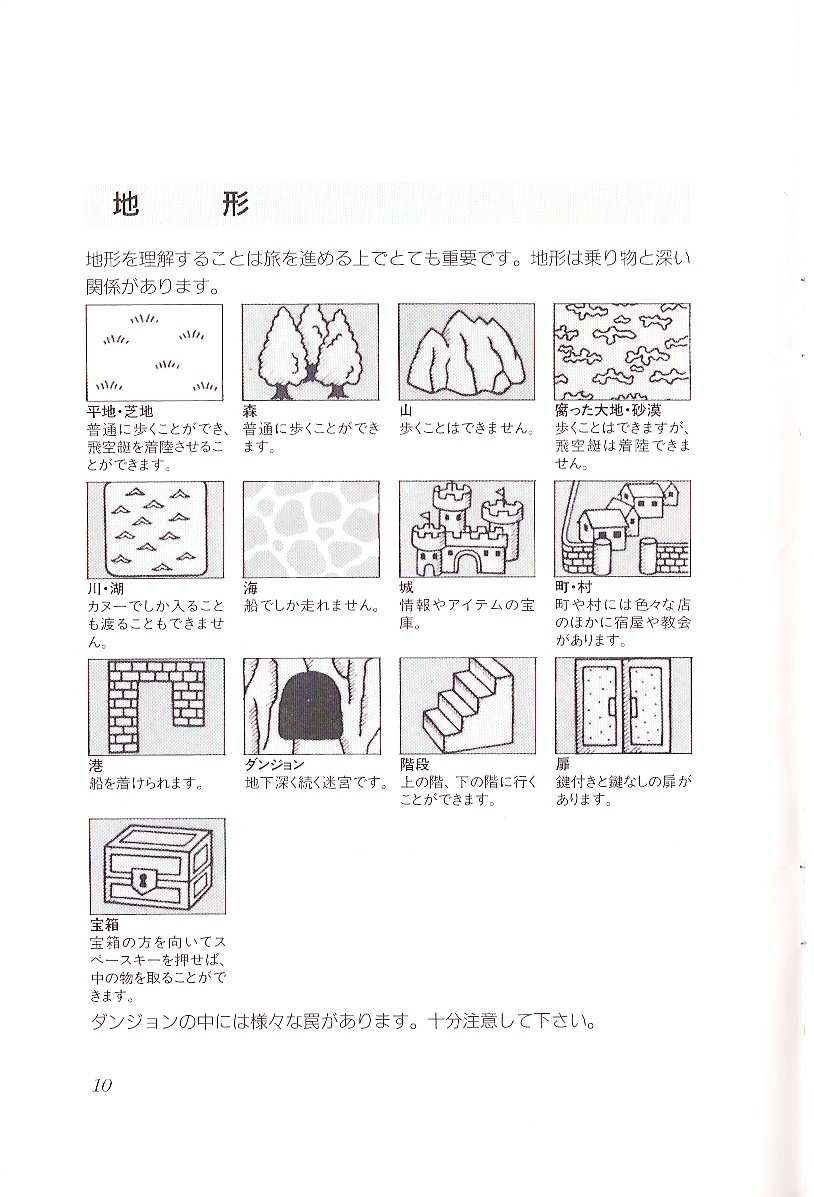 地　形
地形を理解することは旅を進める上でとても重要です。地形は乗り物と深い
関係があります。
平地・芝地
普通に歩くことができ、
飛空艇を着陸させるこ
とができます。
森
普通に歩くことができ
ます。
山
歩くことはできません。
腐った大地・砂漠
歩くことはできますが、
飛空艇は着陸できま
せん。
川・湖
カヌーでしか入ること
も渡ることもできませ
ん。
海
船でしか走れません。
城
情報やアイテムの宝
庫。
町・村
町や村には色々な店
のほかに宿屋や教会
があります。
港
船を着けられます。
ダンジョン
地下深く続く迷宮です。
階段
上の階、下の階に行く
ことができます。
扉
鍵付きと鍵なしの扉が
あります。
宝箱
宝箱の方を向いてス
ペースキーを押せば、
中の物を取ることがで
きます。
ダンジョンの中には様々な罠があります。十分注意して下さい。
10